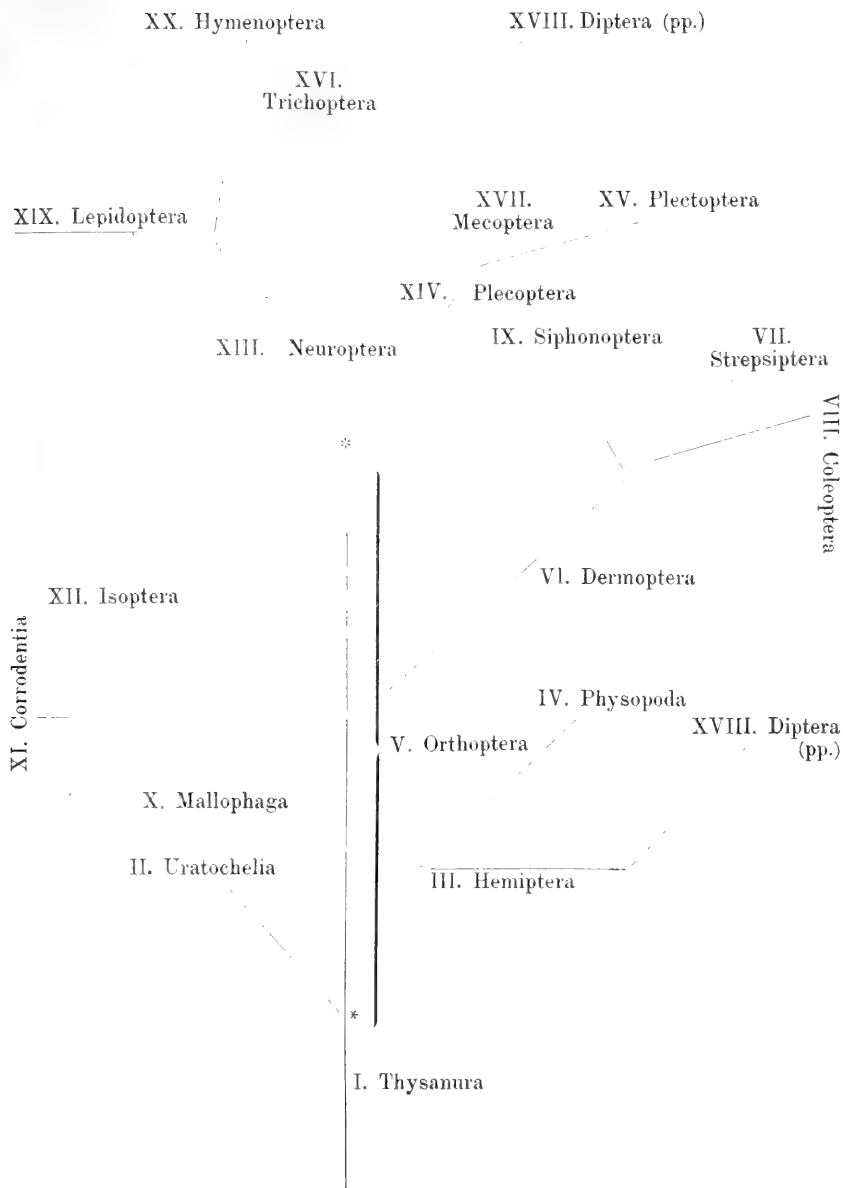 XX. Hymenoptera
XVIII. Diptera (pp.)
XVI.
Trichoptera
XIX. Lepidoptera
XVII.
Mecoptera
XV. Plectoptera
XIV. Plecoptera
XIII. Neuroptera
IX. Siphonoptera
VII.
Strepsiptera
VIII. Coleoptera
*
VI. Dermoptera
XII. Isoptera
XI. Corrodentia
IV. Physopoda
XVIII. Diptera
(pp.)
V. Orthoptera
X. Mallophaga
II. Uratochelia
III. Hemiptera
*
I. Thysanura